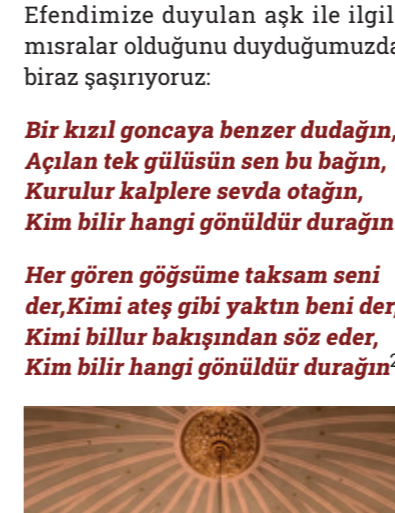 Efendimize duyulan aşk ile ilgil
mısralar olduğunu duyduğumuzda
biraz şaşırıyoruz:
Bir kızıl goncaya benzer dudağın,
Açılan tek gülüsün sen bu bağın,
Kurulur kalplere sevda otağın,
Kim bilir hangi gönüldür durağın
Her gören göğsüme taksam seni
der,Kimi ateş gibi yaktın beni der,
Kimi billur bakışından söz eder,
Kim bilir hangi gönüldür durağın2